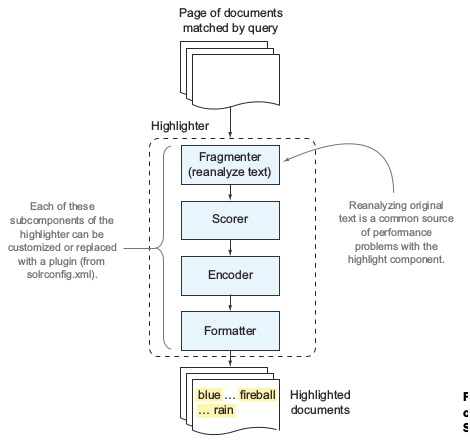 Page of documents
matched by query
Highlighter
Fragmenter
(reanalyze text)
Each of these
subcomponents of the
highlighter can be
customized or replaced
with a plugin (from
solrconfig.xml).
Reanalyzing original
text is a common source
of performance
problems with the
highlight component.
Scorer
Encoder
Formatter
blue ... fireball
... rain
Highlighted
documents